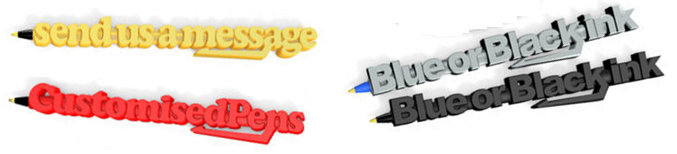 send us a message
CustomisedPens
Blue or Black ink
Blue or Black ink